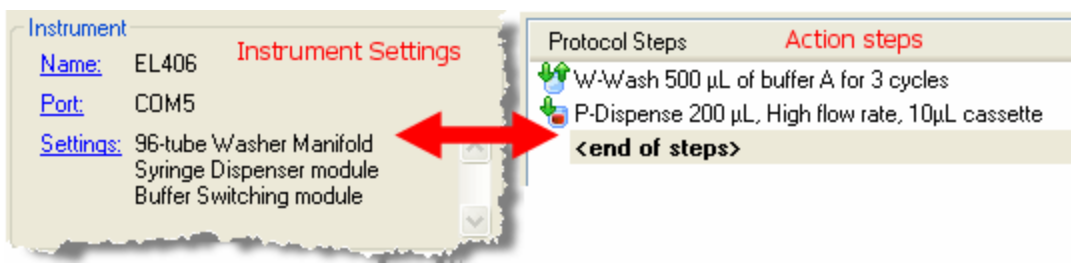 Instrument
Instrument Settings
Name: EL406
Port: COM5
Settings: 96-tube Washer Manifold
Syringe Dispenser module
Buffer Switching module
Protocol Steps Action steps
W-Wash 500 µL of buffer A for 3 cycles
P-Dispense 200 µL, High flow rate, 10µL cassette
<end of steps>